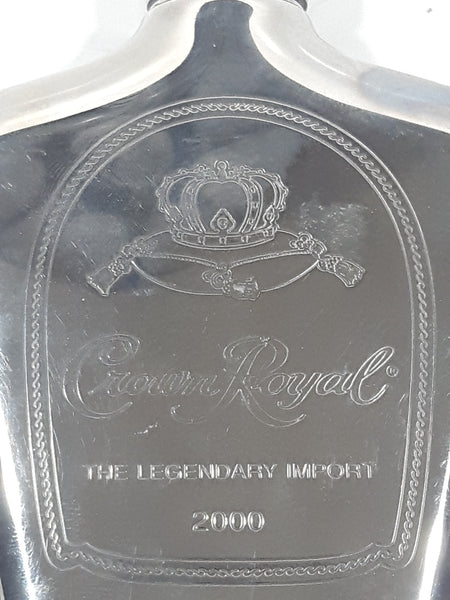 Crown Royal®
THE LEGENDARY IMPORT
2000